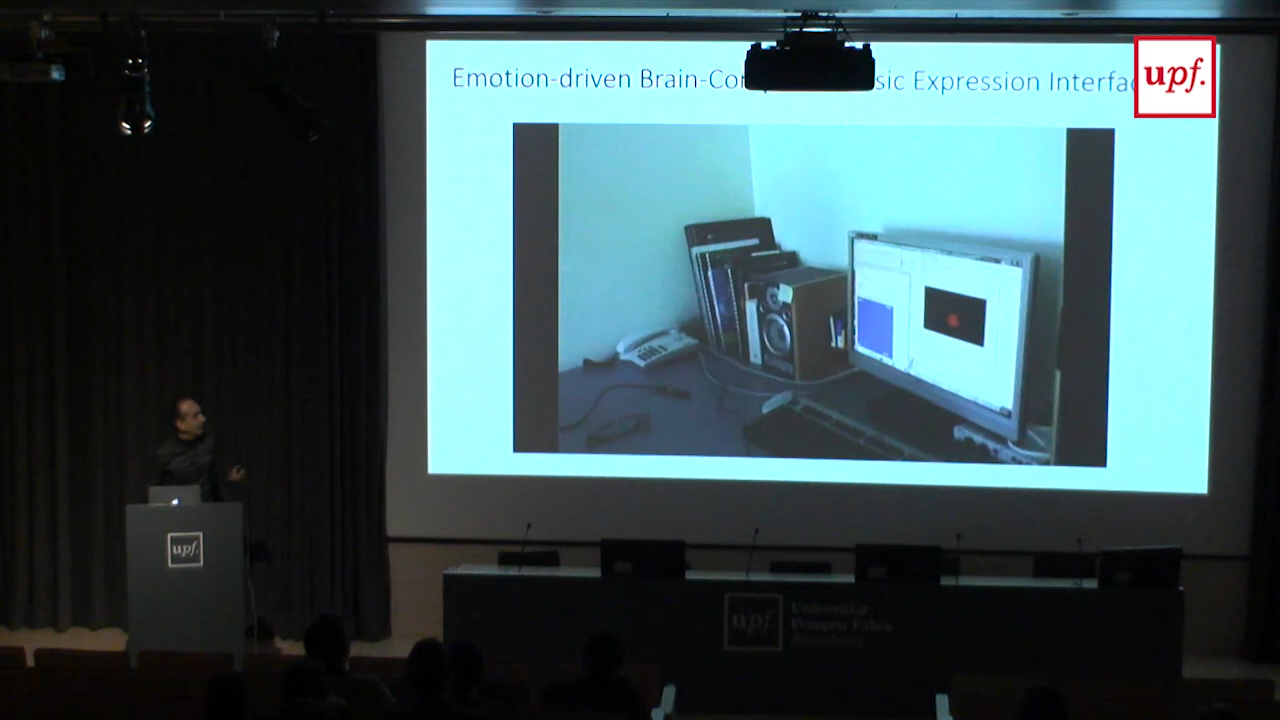 Emotion-driven Brain-Co sic Expression Interfac
upf.
upf.
upf.
Universitat
Pompeu Fabra
Barcelona